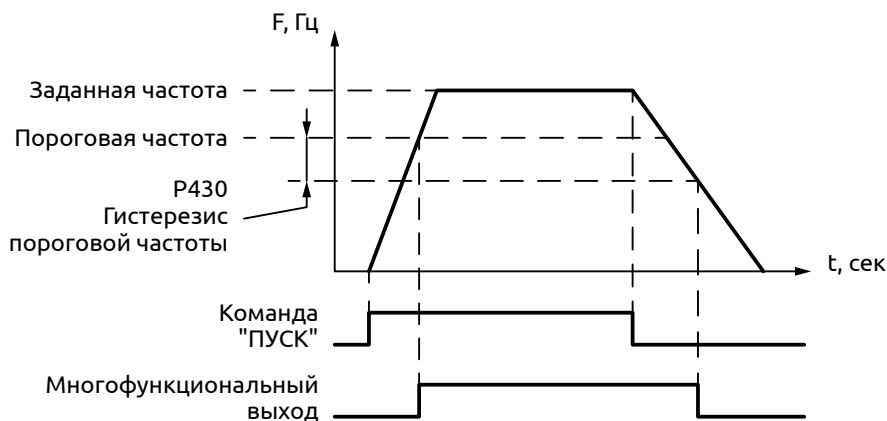 F, Гц
Заданная частота
Пороговая частота
P430
Гистерезис
пороговой частоты
t, сек
Команда
"ПУСК"
Многофункциональный
выход